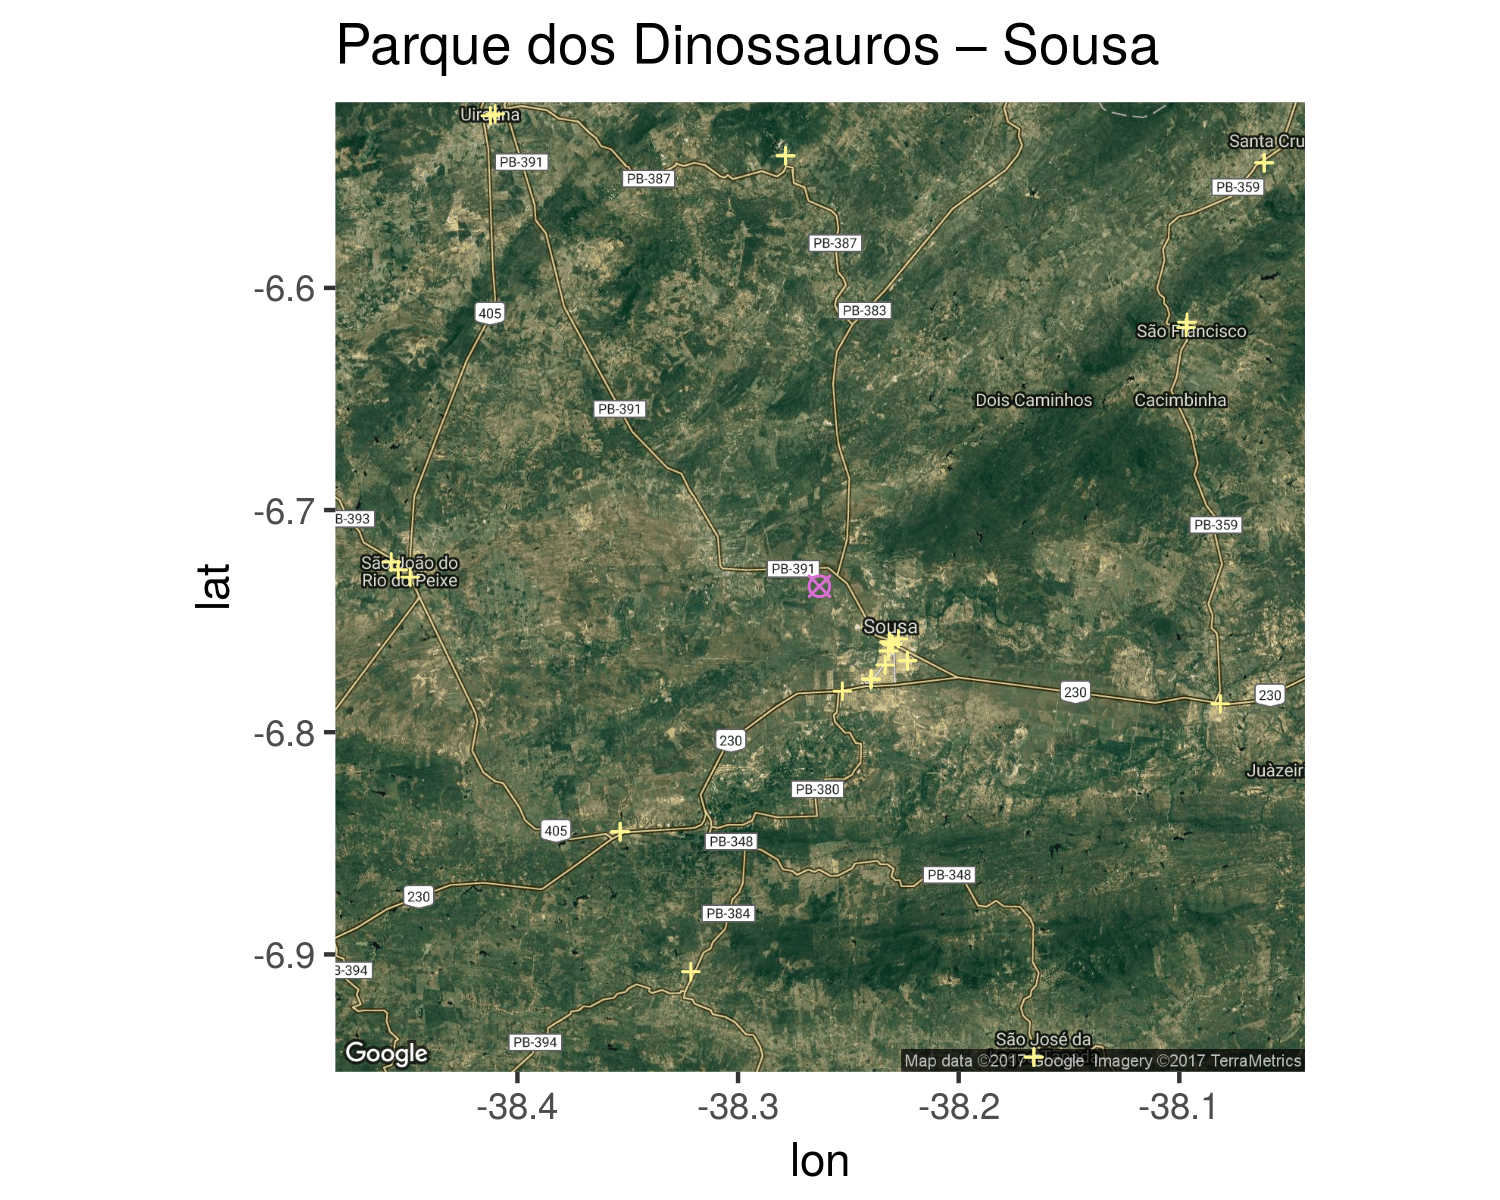 Parque dos Dinossauros – Sousa
Santa Cru
PB-391
PB-387
PB-359
PB-387
-6.6
405
PB-383
São Francisco
PB-391
Dois Caminhos
Cacimbinha
-6.7
B-393
PB-359
São João do
Rio do Peixe
PB-391
lat
Sousa
230
230
-6.8
230
Juàzeir
PB-380
405
PB-348
PB-348
230
PB-384
-6.9
3-394
PB-394
São José da
Google
Map data ©2017 Google Imagery ©2017 TerraMetrics
-38.4
-38.3
-38.2
-38.1
lon